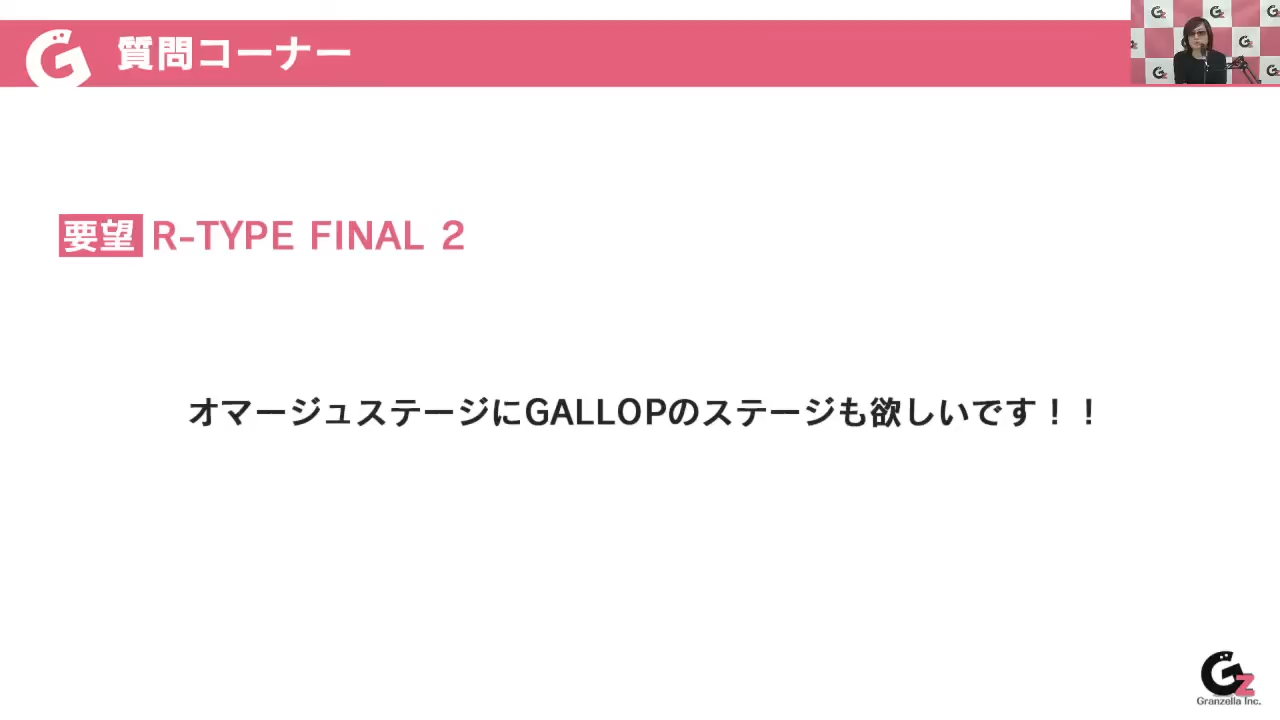 質問コーナー
要望 R-TYPE FINAL 2
オマージュステージにGALLOPのステージも欲しいです！！
Gz
Granzella Inc.